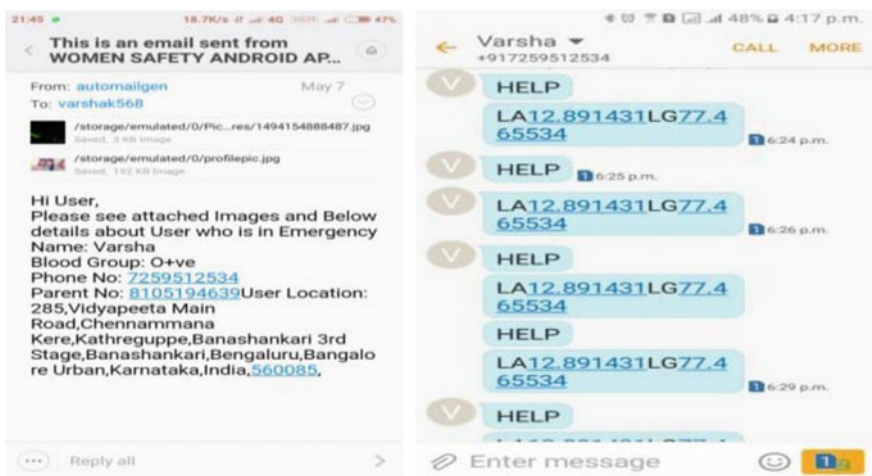 21:45
18.7K/s
4G
47%
This is an email sent from
WOMEN SAFETY ANDROID AP...
From: automailgen
May 7
To: varshak568
/storage/emulated/0/Pic...res/1494154888487.jpg
Saved, 3 KB Image
/storage/emulated/0/profilepic.jpg
Saved, 192 KB Image
Hi User,
Please see attached Images and Below
details about User who is in Emergency
Name: Varsha
Blood Group: O+ve
Phone No: 7259512534
Parent No: 8105194639User Location:
285,Vidyapeeta Main
Road,Chennammana
Kere,Kathreguppe,Banashankari 3rd
Stage,Banashankari,Bengaluru,Bangalo
re Urban,Karnataka,India,560085,
Reply all
48% 4:17 p.m.
Varsha
+917259512534
CALL MORE
V
HELP
LA12.891431LG77.4
65534
1 6:24 p.m.
V
HELP
1 6:25 p.m.
V
LA12.891431LG77.4
65534
1 6:26 p.m.
V
HELP
LA12.891431LG77.4
65534
HELP
LA12.891431LG77.4
65534
1 6:29 p.m.
V
HELP
Enter message
1